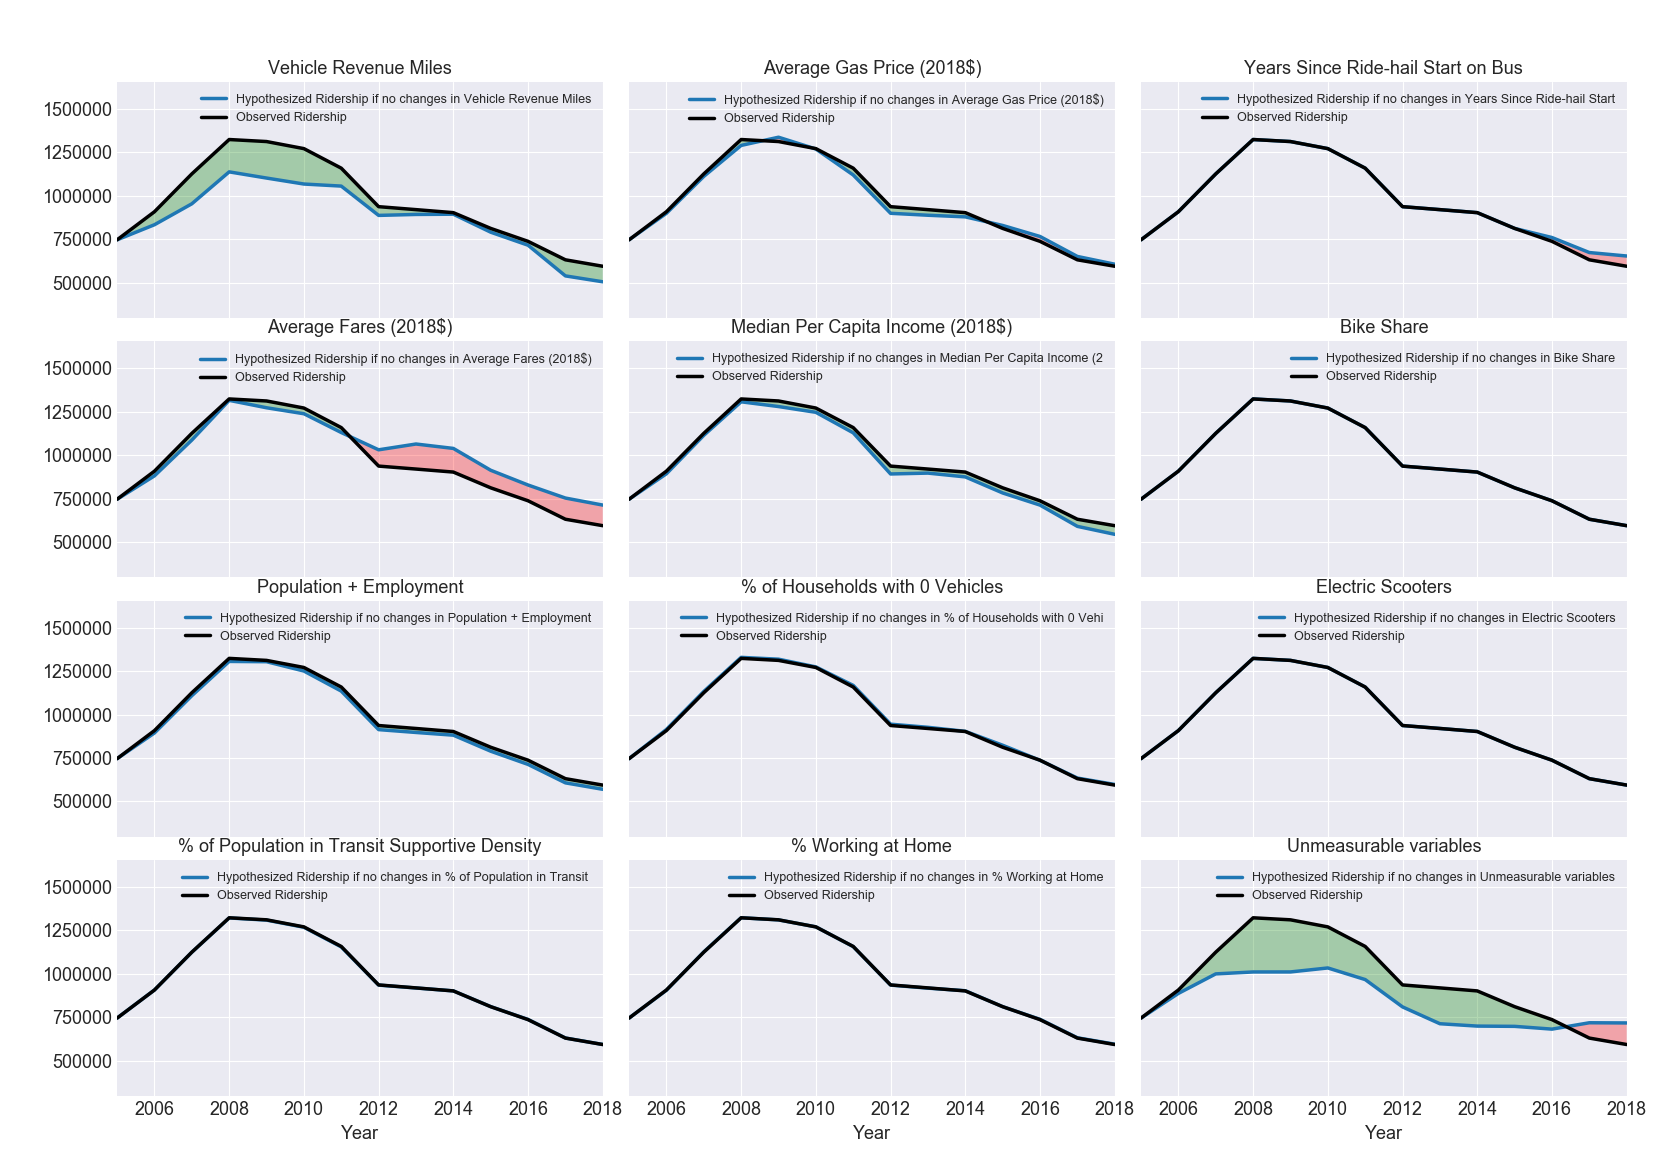 Vehicle Revenue Miles
Average Gas Price (2018$)
Years Since Ride-hail Start on Bus
1500000
1250000
1000000
750000
500000
Hypothesized Ridership if no changes in Vehicle Revenue Miles
Observed Ridership
Hypothesized Ridership if no changes in Average Gas Price (2018$)
Observed Ridership
Hypothesized Ridership if no changes in Years Since Ride-hail Start
Observed Ridership
Average Fares (2018$)
Median Per Capita Income (2018$)
Bike Share
1500000
1250000
1000000
750000
500000
Hypothesized Ridership if no changes in Average Fares (2018$)
Observed Ridership
Hypothesized Ridership if no changes in Median Per Capita Income (2
Observed Ridership
Hypothesized Ridership if no changes in Bike Share
Observed Ridership
Population + Employment
% of Households with 0 Vehicles
Electric Scooters
1500000
1250000
1000000
750000
500000
Hypothesized Ridership if no changes in Population + Employment
Observed Ridership
Hypothesized Ridership if no changes in % of Households with 0 Vehi
Observed Ridership
Hypothesized Ridership if no changes in Electric Scooters
Observed Ridership
% of Population in Transit Supportive Density
% Working at Home
Unmeasurable variables
1500000
1250000
1000000
750000
500000
Hypothesized Ridership if no changes in % of Population in Transit
Observed Ridership
Hypothesized Ridership if no changes in % Working at Home
Observed Ridership
Hypothesized Ridership if no changes in Unmeasurable variables
Observed Ridership
2006 2008 2010 2012 2014 2016 2018
2006 2008 2010 2012 2014 2016 2018
2006 2008 2010 2012 2014 2016 2018
Year
Year
Year